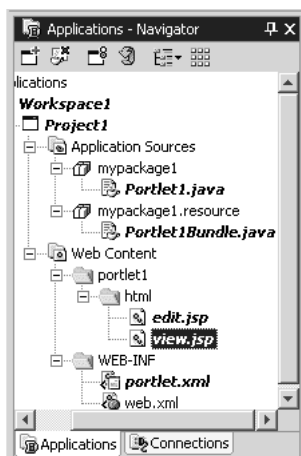 Applications - Navigator
lications
Workspace1
Project1
Application Sources
mypackage1
Portlet1.java
mypackage1.resource
Portlet1Bundle.java
Web Content
portlet1
html
edit.jsp
view.jsp
WEB-INF
portlet.xml
web.xml
Applications Connections